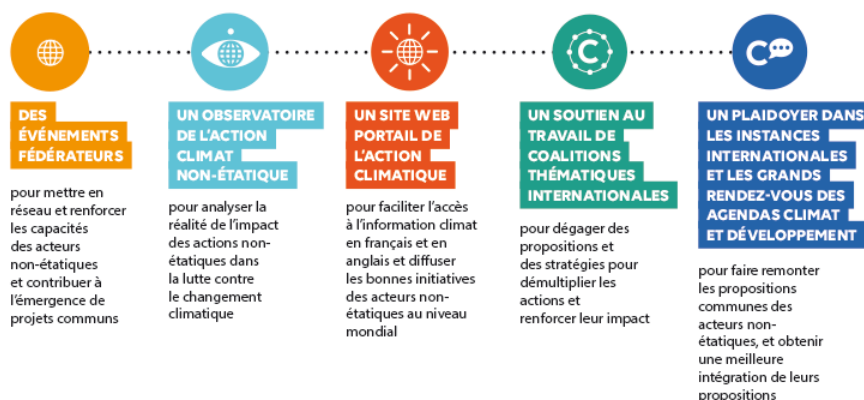 DES
ÉVÉNEMENTS
FÉDÉRATEURS
pour mettre en
réseau et renforcer
les capacités
des acteurs
non-étatiques
et contribuer à
l'émergence de
projets communs
UN OBSERVATOIRE
DE L'ACTION
CLIMAT
NON-ÉTATIQUE
pour analyser la
réalité de l'impact
des actions non-
étatiques dans
la lutte contre
le changement
climatique
UN SITE WEB
PORTAIL DE
L'ACTION
CLIMATIQUE
pour faciliter l'accès
à l'information climat
en français et en
anglais et diffuser
les bonnes initiatives
des acteurs non-
étatiques au niveau
mondial
C
UN SOUTIEN AU
TRAVAIL DE
COALITIONS
THÉMATIQUES
INTERNATIONALES
pour dégager des
propositions et
des stratégies pour
démultiplier les
actions et
renforcer leur impact
C
UN PLAIDOYER DANS
LES INSTANCES
INTERNATIONALES
ET LES GRANDS
RENDEZ-VOUS DES
AGENDAS CLIMAT
ET DÉVELOPPEMENT
pour faire remonter
les propositions
communes des
acteurs non-
étatiques, et obtenir
une meilleure
intégration de leurs
propositions